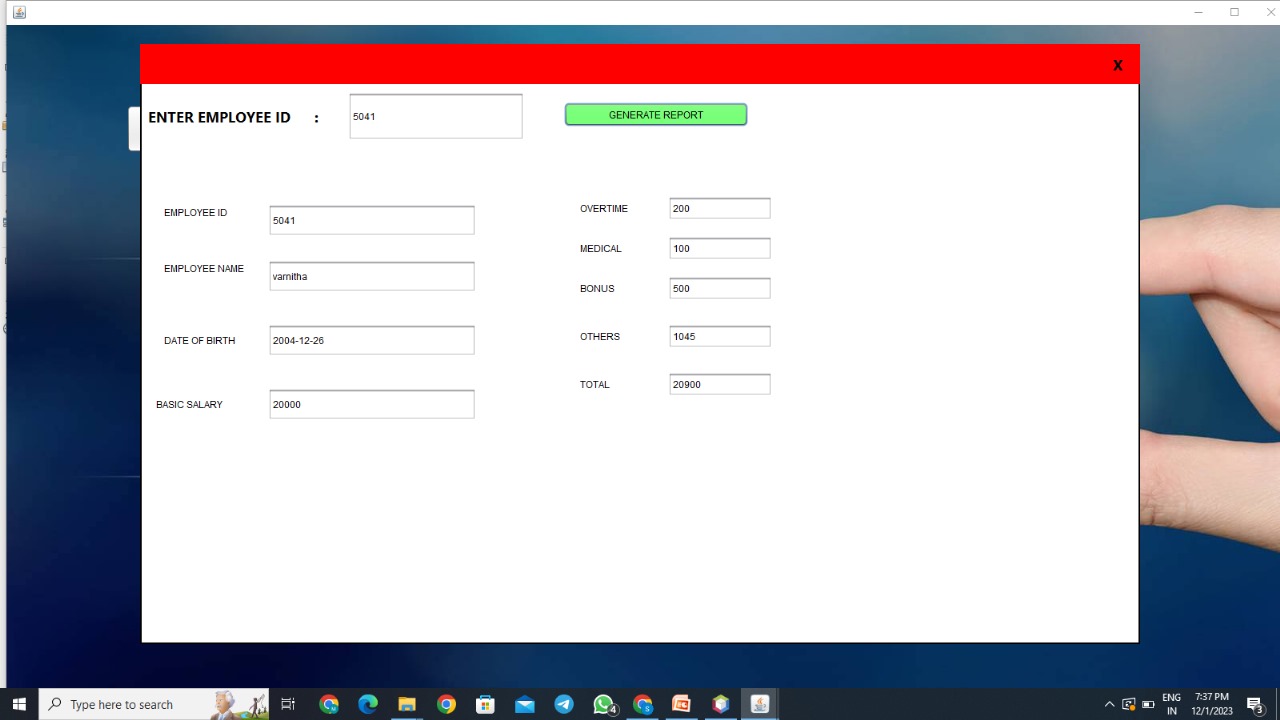 X
ENTER EMPLOYEE ID :
5041
GENERATE REPORT
EMPLOYEE ID
5041
EMPLOYEE NAME
varnitha
DATE OF BIRTH
2004-12-26
BASIC SALARY
20000
OVERTIME
200
MEDICAL
100
BONUS
500
OTHERS
1045
TOTAL
20900
Type here to search
4
ENG
IN
7:37 PM
12/1/2023
3